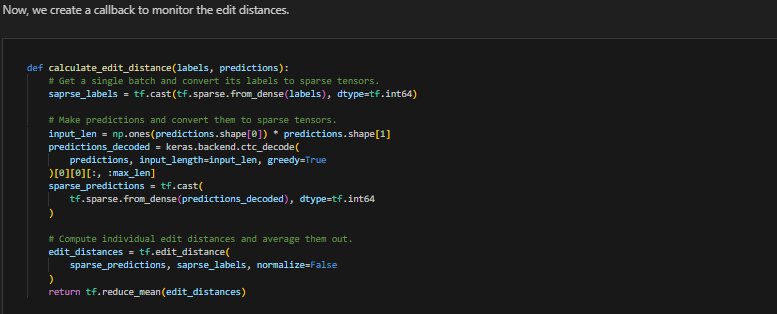 Now, we create a callback to monitor the edit distances.
def calculate_edit_distance(labels, predictions):
    # Get a single batch and convert its labels to sparse tensors.
    saprse_labels = tf.cast(tf.sparse.from_dense(labels), dtype=tf.int64)

    # Make predictions and convert them to sparse tensors.
    input_len = np.ones(predictions.shape[0]) * predictions.shape[1]
    predictions_decoded = keras.backend.ctc_decode(
        predictions, input_length=input_len, greedy=True
    )[0][0][:, :max_len]
    sparse_predictions = tf.cast(
        tf.sparse.from_dense(predictions_decoded), dtype=tf.int64
    )

    # Compute individual edit distances and average them out.
    edit_distances = tf.edit_distance(
        sparse_predictions, saprse_labels, normalize=False
    )
    return tf.reduce_mean(edit_distances)